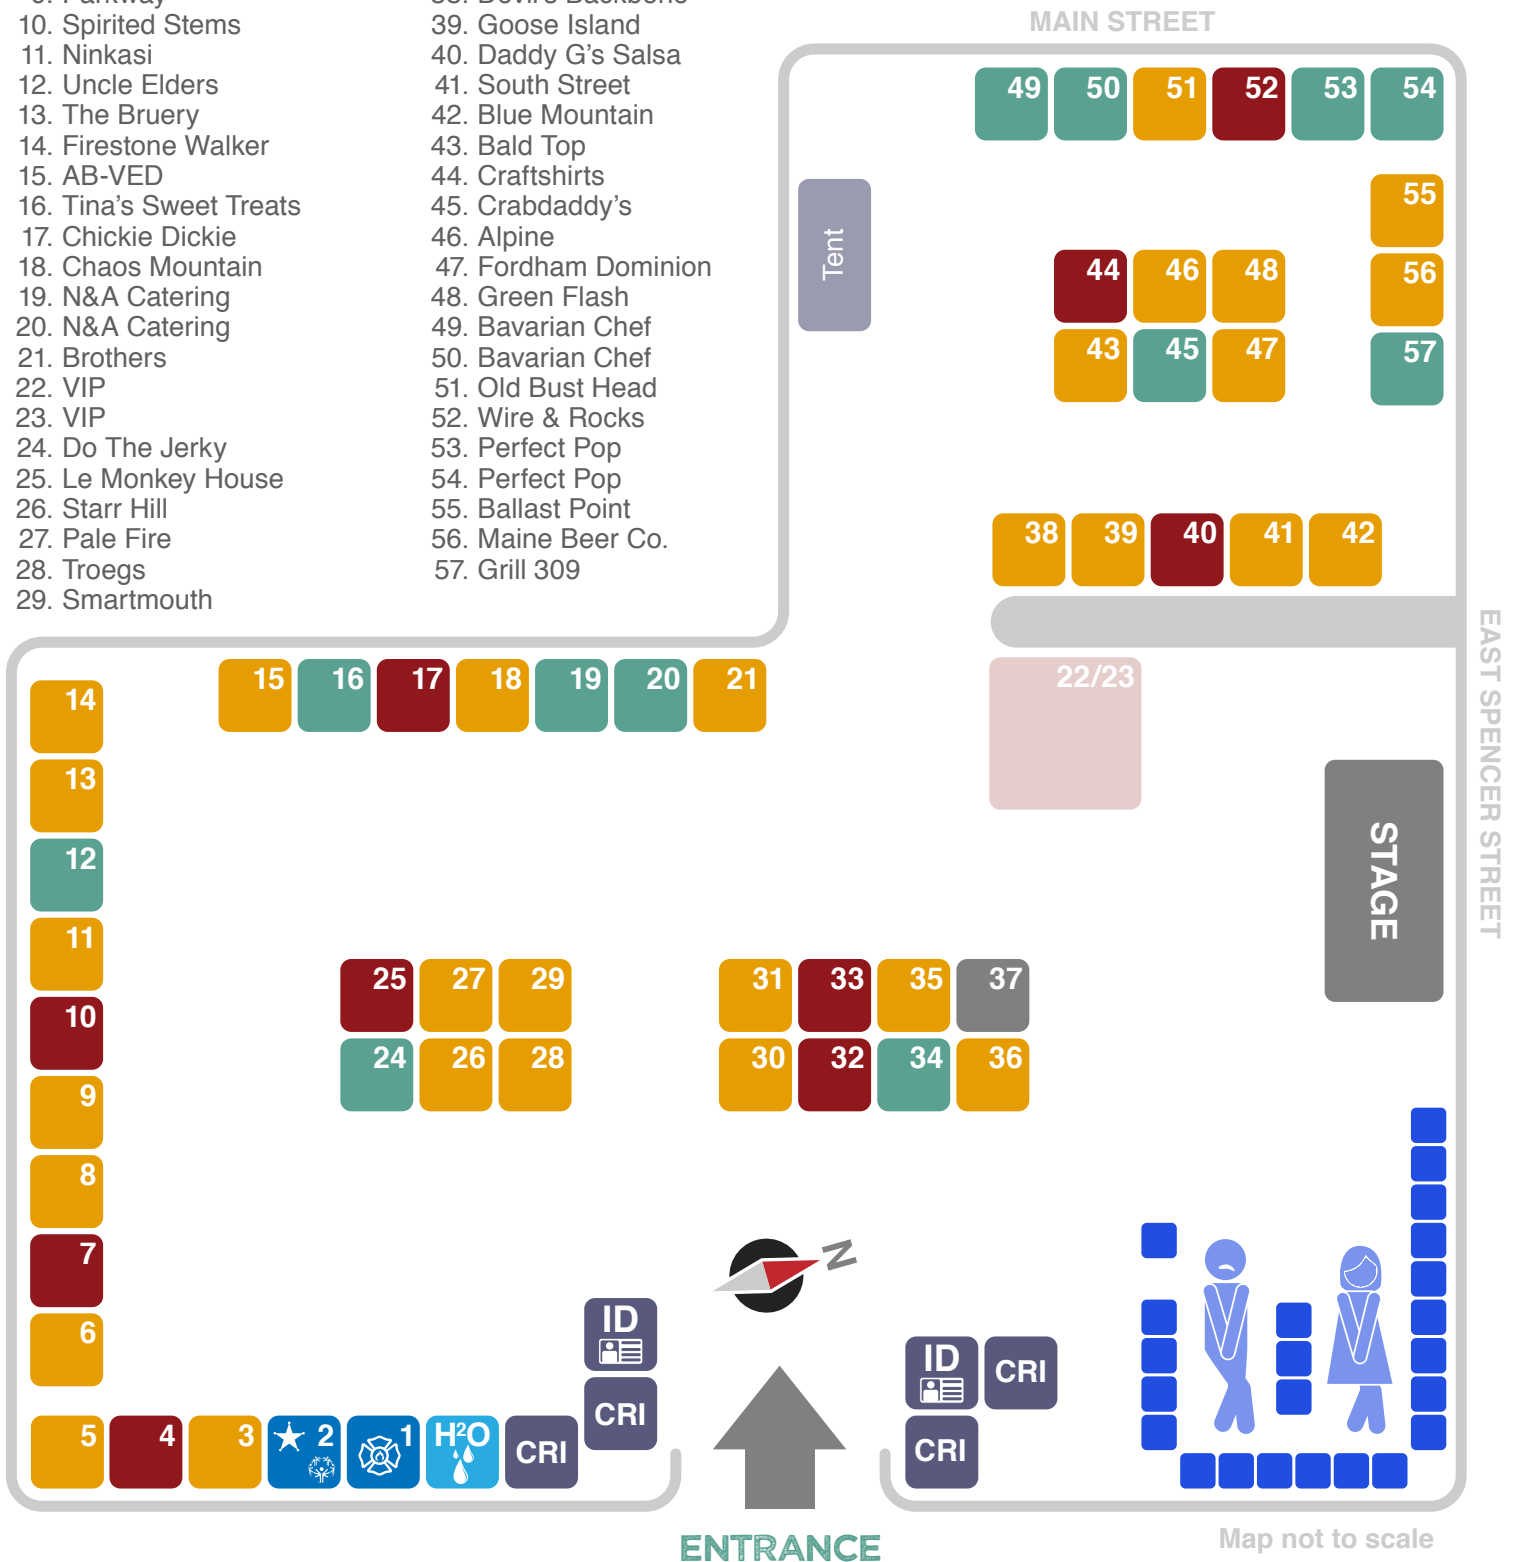 9. Parkway
10. Spirited Stems
11. Ninkasi
12. Uncle Elders
13. The Bruery
14. Firestone Walker
15. AB-VED
16. Tina's Sweet Treats
17. Chickie Dickie
18. Chaos Mountain
19. N&A Catering
20. N&A Catering
21. Brothers
22. VIP
23. VIP
24. Do The Jerky
25. Le Monkey House
26. Starr Hill
27. Pale Fire
28. Troegs
29. Smartmouth
38. Devil's Backbone
39. Goose Island
40. Daddy G's Salsa
41. South Street
42. Blue Mountain
43. Bald Top
44. Craftshirts
45. Crabdaddy's
46. Alpine
47. Fordham Dominion
48. Green Flash
49. Bavarian Chef
50. Bavarian Chef
51. Old Bust Head
52. Wire & Rocks
53. Perfect Pop
54. Perfect Pop
55. Ballast Point
56. Maine Beer Co.
57. Grill 309
MAIN STREET
49 50 51 52 53 54
Tent
55
44 46 48
56
43 45 47
57
38 39 40 41 42
EAST SPENCER STREET
15 16 17 18 19 20 21
22/23
14
13
STAGE
12
11
25 27 29
31 33 35 37
10
24 26 28
30 32 34 36
9
8
7
N
6
ID
ID
CRI
CRI
5 4 3 2 1 H²O CRI
CRI
ENTRANCE
Map not to scale